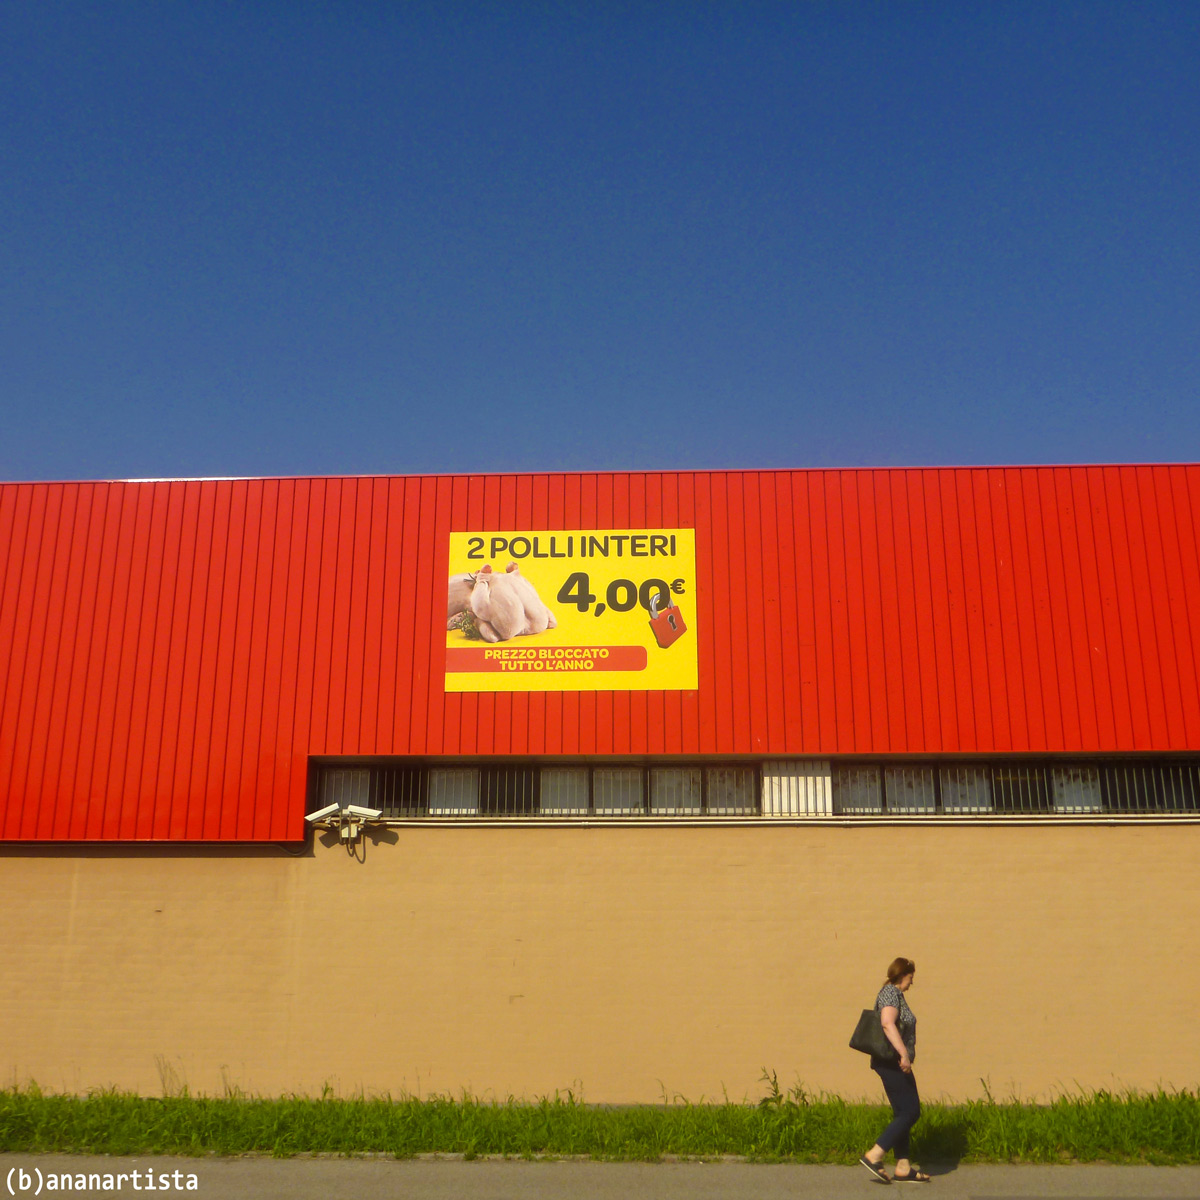 2 POLLI INTERI
4,00€
PREZZO BLOCCATO
TUTTO L'ANNO
(b)ananartista